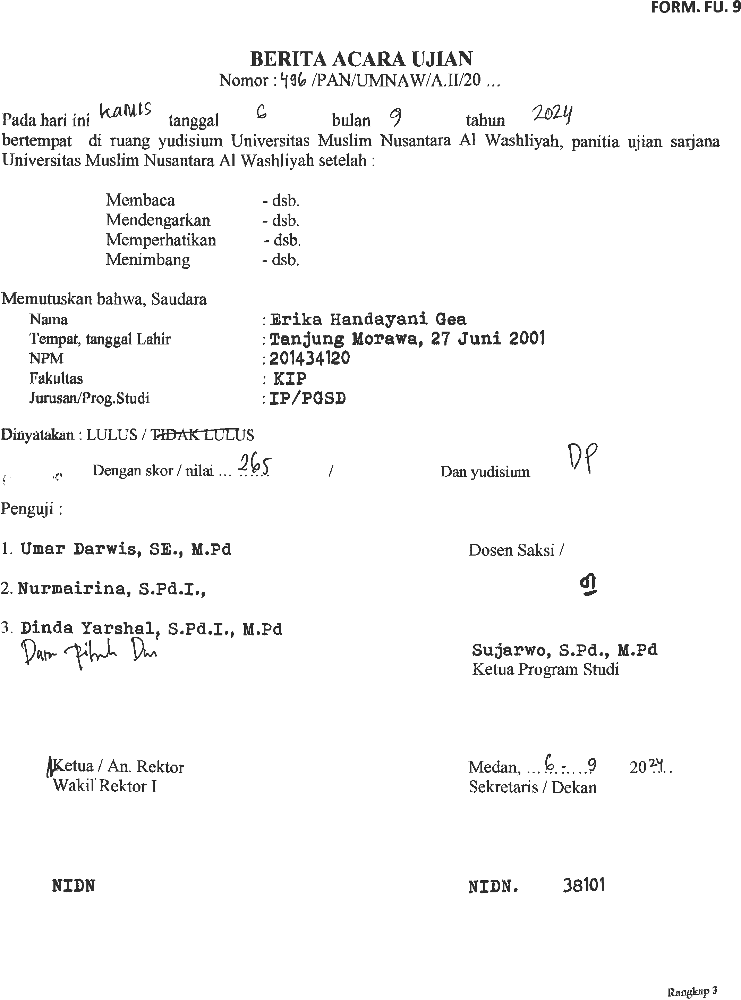 FORM. FU. 9
BERITA ACARA UJIAN
Nomor : 496 /PAN/UMNAW/A.II/20 ...
Pada hari ini Kamis tanggal 6 bulan 9 tahun 2024
bertempat di ruang yudisium Universitas Muslim Nusantara Al Washliyah, panitia ujian sarjana
Universitas Muslim Nusantara Al Washliyah setelah :
Membaca - dsb.
Mendengarkan - dsb.
Memperhatikan - dsb.
Menimbang - dsb.
Memutuskan bahwa, Saudara
Nama : Erika Handayani Gea
Tempat, tanggal Lahir : Tanjung Morawa, 27 Juni 2001
NPM : 201434120
Fakultas : KIP
Jurusan/Prog.Studi : IP/PGSD
Dinyatakan : LULUS / TIDAK LULUS
Dengan skor / nilai ... 265 / Dan yudisium DP
Penguji :
1. Umar Darwis, SE., M.Pd Dosen Saksi /
2. Nurmairina, S.Pd.I.,
3. Dinda Yarshal, S.Pd.I., M.Pd
Sujarwo, S.Pd., M.Pd
Ketua Program Studi
Ketua / An. Rektor
Wakil Rektor I
Medan, ... 6 - 9 2024
Sekretaris / Dekan
NIDN
NIDN. 38101
Rangkap 3